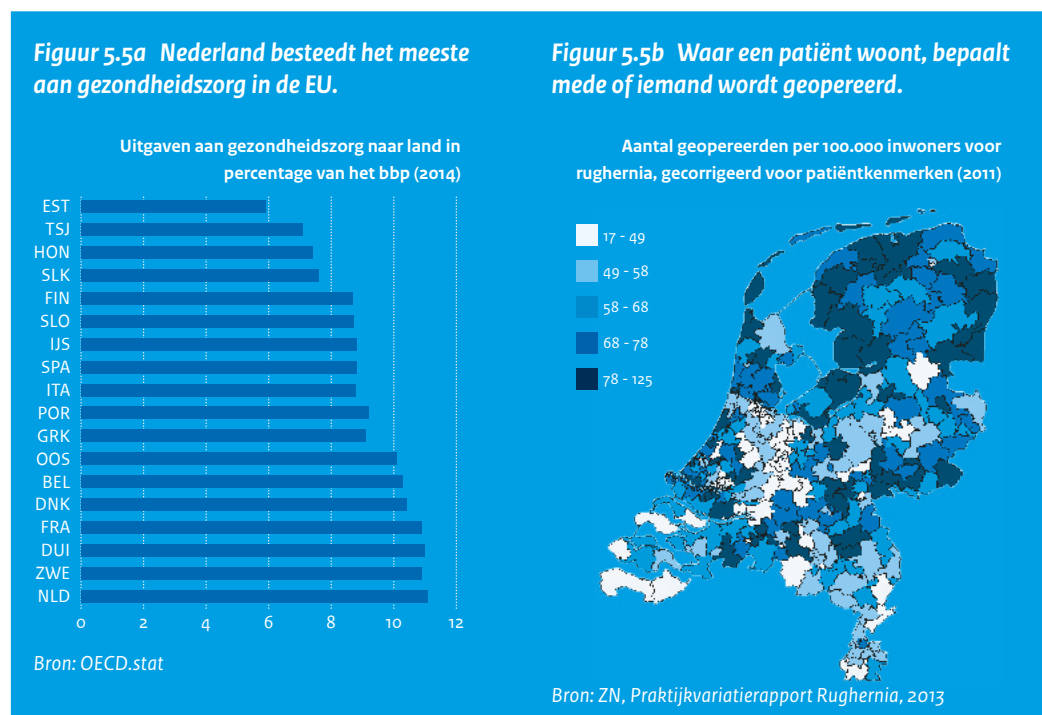 Figuur 5.5a Nederland besteedt het meeste
aan gezondheidszorg in de EU.
Uitgaven aan gezondheidszorg naar land in
percentage van het bbp (2014)
EST
TSJ
HON
SLK
FIN
SLO
IJS
SPA
ITA
POR
GRK
OOS
BEL
DNK
FRA
DUI
ZWE
NLD
0 2 4 6 8 10 12
Bron: OECD.stat
Figuur 5.5b Waar een patiënt woont, bepaalt
mede of iemand wordt geopereerd.
Aantal geopereerden per 100.000 inwoners voor
rughernia, gecorrigeerd voor patiëntkenmerken (2011)
17 - 49
49 - 58
58 - 68
68 - 78
78 - 125
Bron: ZN, Praktijkvariatierapport Rughernia, 2013